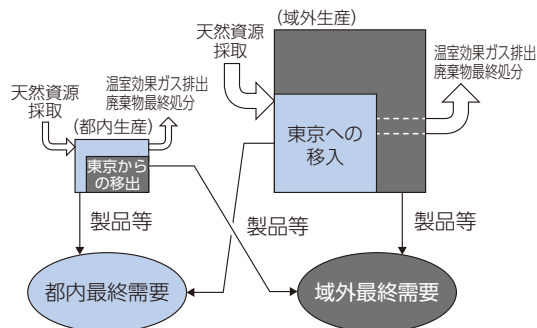 (域外生産)
天然資源
採取
温室効果ガス排出
廃棄物最終処分
天然資源
採取
温室効果ガス排出
廃棄物最終処分
(都内生産)
東京から
の移出
東京への
移入
製品等
製品等
製品等
都内最終需要
域外最終需要